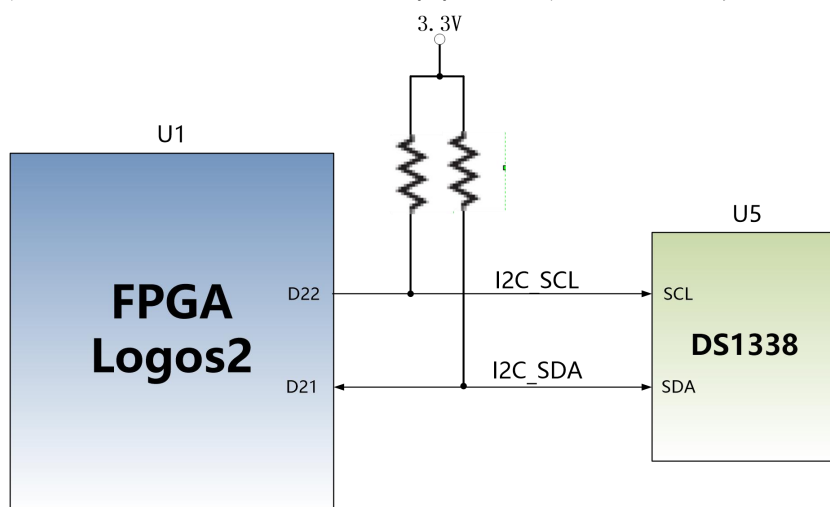 3.3V
U1
U5
FPGA
Logos2
D22
I2C_SCL
SCL
DS1338
D21
I2C_SDA
SDA